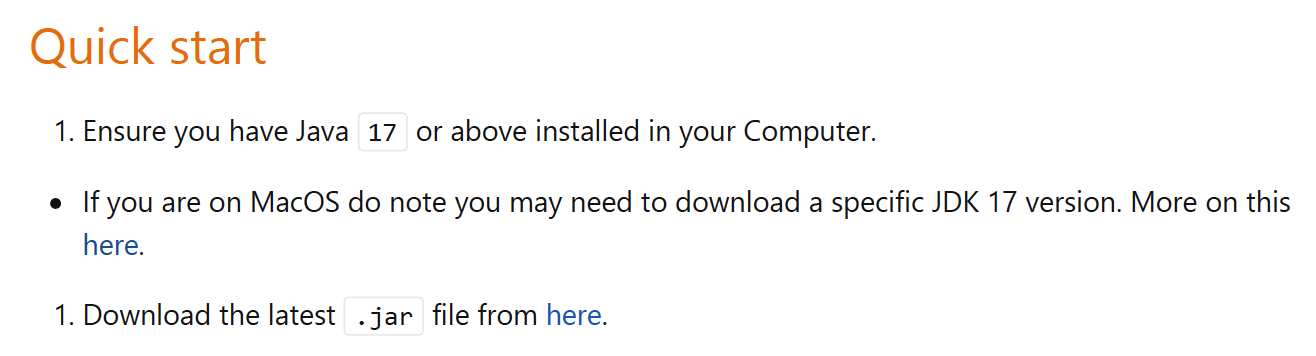 Quick start
1. Ensure you have Java 17 or above installed in your Computer.
• If you are on MacOS do note you may need to download a specific JDK 17 version. More on this
here.
1. Download the latest .jar file from here.